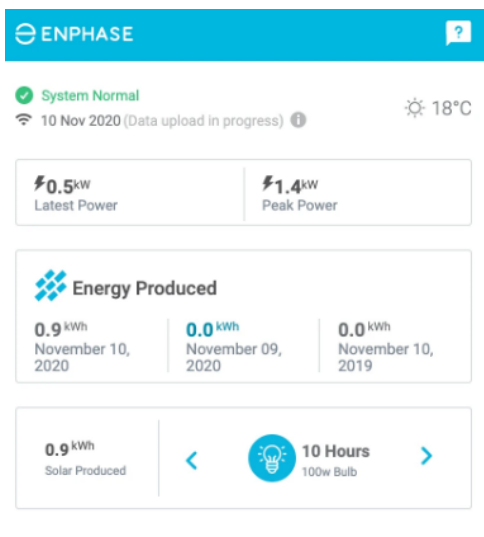 ENPHASE
?
System Normal
10 Nov 2020 (Data upload in progress) i
18°C
0.5kW
Latest Power
1.4kW
Peak Power
Energy Produced
0.9 kWh
November 10,
2020
0.0 kWh
November 09,
2020
0.0 kWh
November 10,
2019
0.9 kWh
Solar Produced
10 Hours
100w Bulb